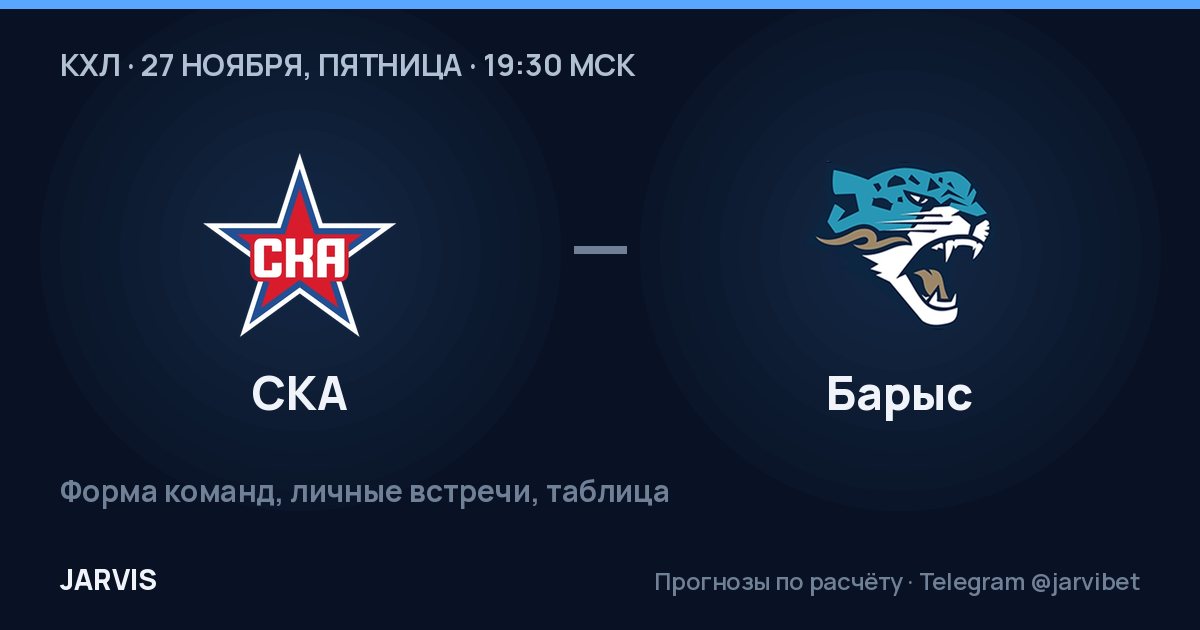 КХЛ · 27 НОЯБРЯ, ПЯТНИЦА · 19:30 МСК
СКА
СКА
Барыс
Форма команд, личные встречи, таблица
JARVIS
Прогнозы по расчёту · Telegram @jarvibet